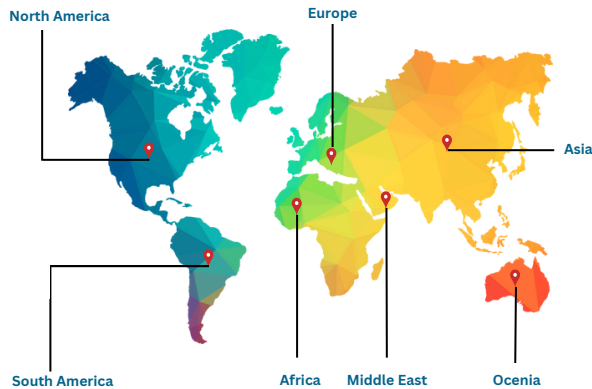 North America
Europe
Asia
South America
Africa
Middle East
Ocenia